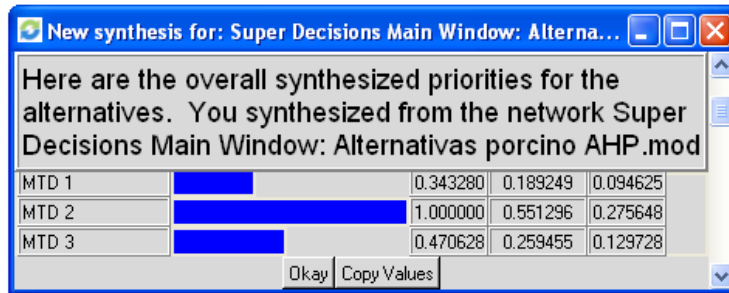 New synthesis for: Super Decisions Main Window: Alterna...
Here are the overall synthesized priorities for the
alternatives. You synthesized from the network Super
Decisions Main Window: Alternativas porcino AHP.mod
MTD 1 0.343280 0.189249 0.094625
MTD 2 1.000000 0.551296 0.275648
MTD 3 0.470628 0.259455 0.129728
Okay Copy Values